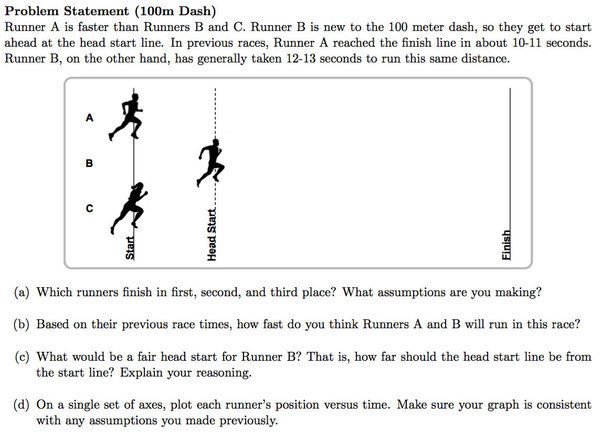 Problem Statement (100m Dash)
Runner A is faster than Runners B and C. Runner B is new to the 100 meter dash, so they get to start
ahead at the head start line. In previous races, Runner A reached the finish line in about 10-11 seconds.
Runner B, on the other hand, has generally taken 12-13 seconds to run this same distance.
A
B
C
Start
Head Start
Finish
(a) Which runners finish in first, second, and third place? What assumptions are you making?
(b) Based on their previous race times, how fast do you think Runners A and B will run in this race?
(c) What would be a fair head start for Runner B? That is, how far should the head start line be from
the start line? Explain your reasoning.
(d) On a single set of axes, plot each runner's position versus time. Make sure your graph is consistent
with any assumptions you made previously.